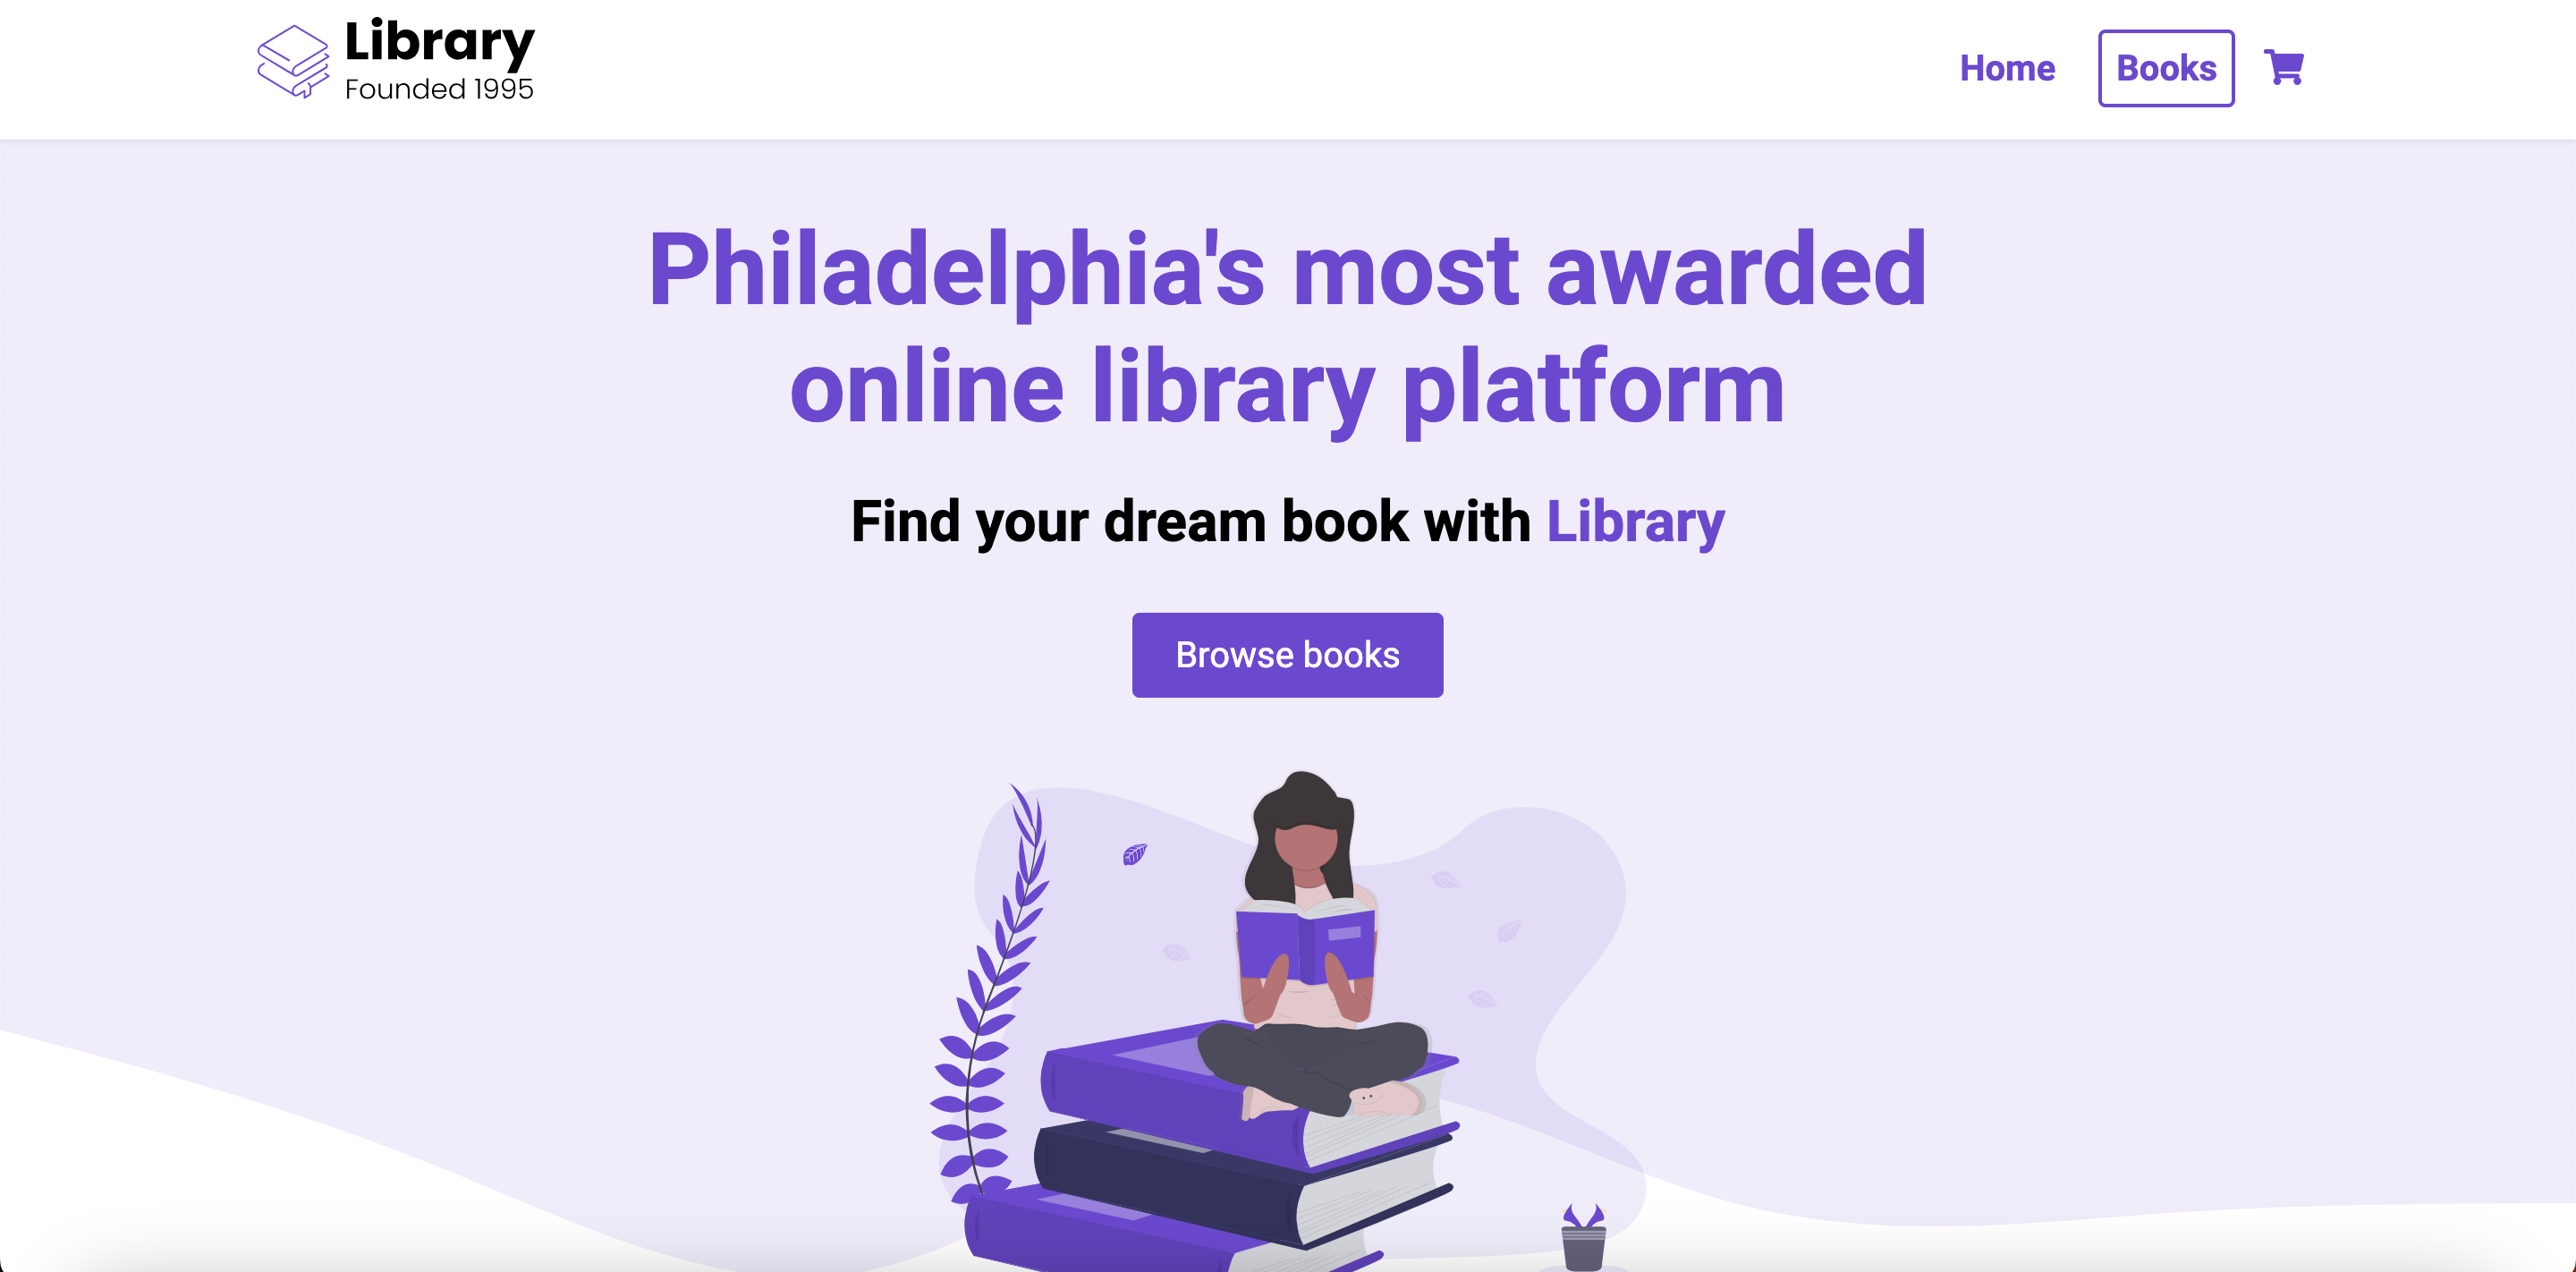 Library
Founded 1995
Home
Books
Philadelphia's most awarded
online library platform
Find your dream book with Library
Browse books